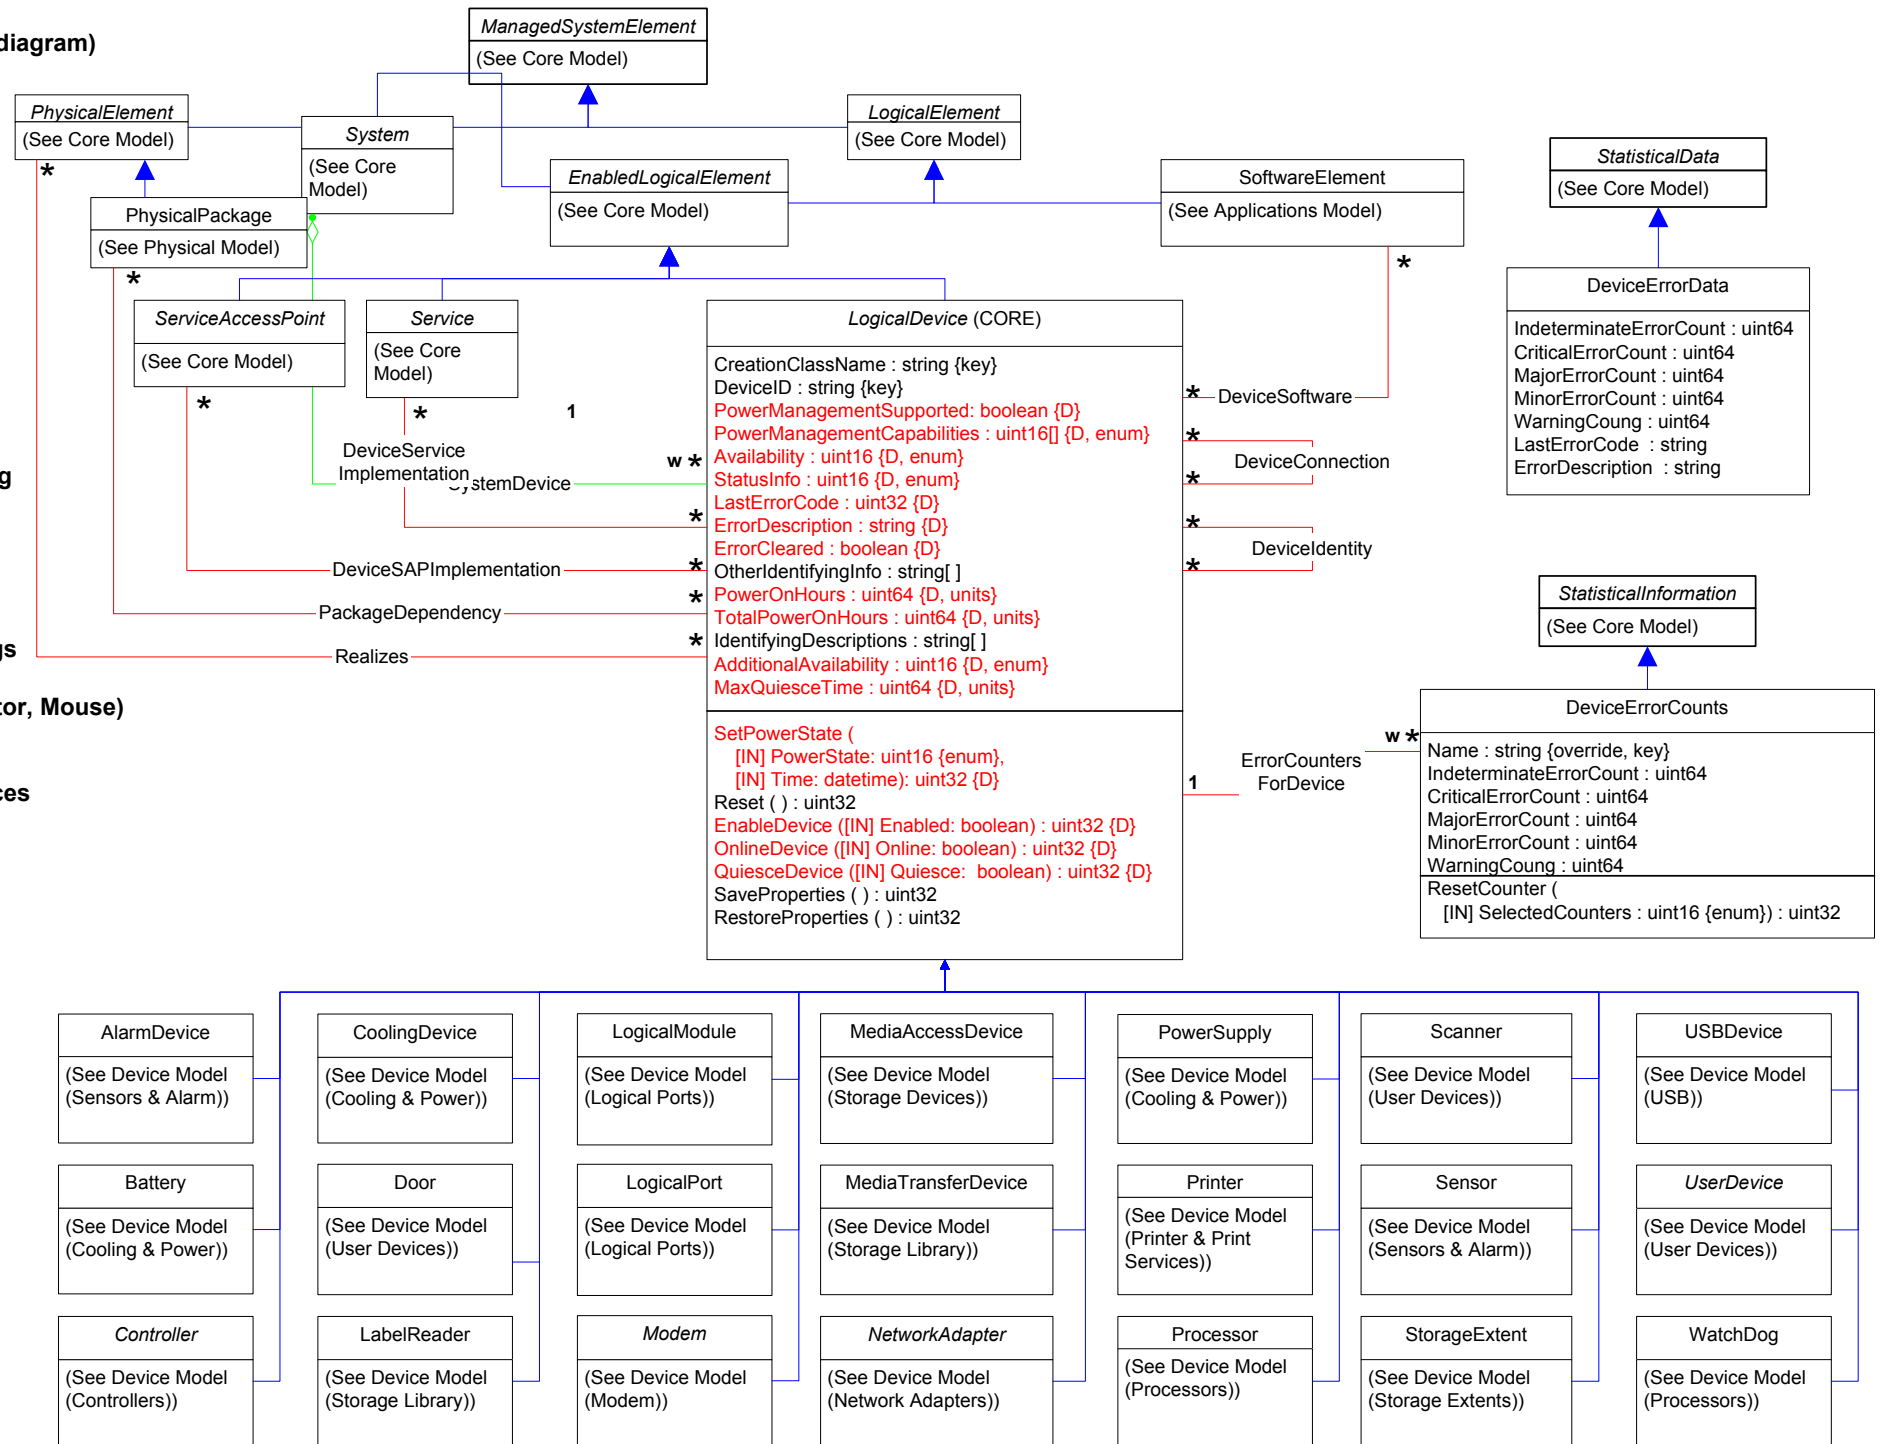 diagram)
g
gs
tor, Mouse)
ces
ManagedSystemElement
(See Core Model)
PhysicalElement
(See Core Model)
System
(See Core
Model)
LogicalElement
(See Core Model)
EnabledLogicalElement
(See Core Model)
SoftwareElement
(See Applications Model)
StatisticalData
(See Core Model)
PhysicalPackage
(See Physical Model)
*
*
*
ServiceAccessPoint
(See Core Model)
*
Service
(See Core
Model)
*
1
DeviceService
Implementation
SystemDevice
w *
*
DeviceSAPImplementation
*
PackageDependency
*
Realizes
*
LogicalDevice (CORE)
CreationClassName : string {key}
DeviceID : string {key}
PowerManagementSupported: boolean {D}
PowerManagementCapabilities : uint16[] {D, enum}
Availability : uint16 {D, enum}
StatusInfo : uint16 {D, enum}
LastErrorCode : uint32 {D}
ErrorDescription : string {D}
ErrorCleared : boolean {D}
OtherIdentifyingInfo : string[ ]
PowerOnHours : uint64 {D, units}
TotalPowerOnHours : uint64 {D, units}
IdentifyingDescriptions : string[ ]
AdditionalAvailability : uint16 {D, enum}
MaxQuiesceTime : uint64 {D, units}
SetPowerState (
[IN] PowerState: uint16 {enum},
[IN] Time: datetime): uint32 {D}
Reset ( ) : uint32
EnableDevice ([IN] Enabled: boolean) : uint32 {D}
OnlineDevice ([IN] Online: boolean) : uint32 {D}
QuiesceDevice ([IN] Quiesce: boolean) : uint32 {D}
SaveProperties ( ) : uint32
RestoreProperties ( ) : uint32
* DeviceSoftware
*
DeviceConnection
*
*
DeviceIdentity
*
DeviceErrorData
IndeterminateErrorCount : uint64
CriticalErrorCount : uint64
MajorErrorCount : uint64
MinorErrorCount : uint64
WarningCoung : uint64
LastErrorCode : string
ErrorDescription : string
StatisticalInformation
(See Core Model)
1
ErrorCounters
ForDevice
w *
DeviceErrorCounts
Name : string {override, key}
IndeterminateErrorCount : uint64
CriticalErrorCount : uint64
MajorErrorCount : uint64
MinorErrorCount : uint64
WarningCoung : uint64
ResetCounter (
[IN] SelectedCounters : uint16 {enum}) : uint32
AlarmDevice
(See Device Model
(Sensors & Alarm))
CoolingDevice
(See Device Model
(Cooling & Power))
LogicalModule
(See Device Model
(Logical Ports))
MediaAccessDevice
(See Device Model
(Storage Devices))
PowerSupply
(See Device Model
(Cooling & Power))
Scanner
(See Device Model
(User Devices))
USBDevice
(See Device Model
(USB))
Battery
(See Device Model
(Cooling & Power))
Door
(See Device Model
(User Devices))
LogicalPort
(See Device Model
(Logical Ports))
MediaTransferDevice
(See Device Model
(Storage Library))
Printer
(See Device Model
(Printer & Print
Services))
Sensor
(See Device Model
(Sensors & Alarm))
UserDevice
(See Device Model
(User Devices))
Controller
(See Device Model
(Controllers))
LabelReader
(See Device Model
(Storage Library))
Modem
(See Device Model
(Modem))
NetworkAdapter
(See Device Model
(Network Adapters))
Processor
(See Device Model
(Processors))
StorageExtent
(See Device Model
(Storage Extents))
WatchDog
(See Device Model
(Processors))